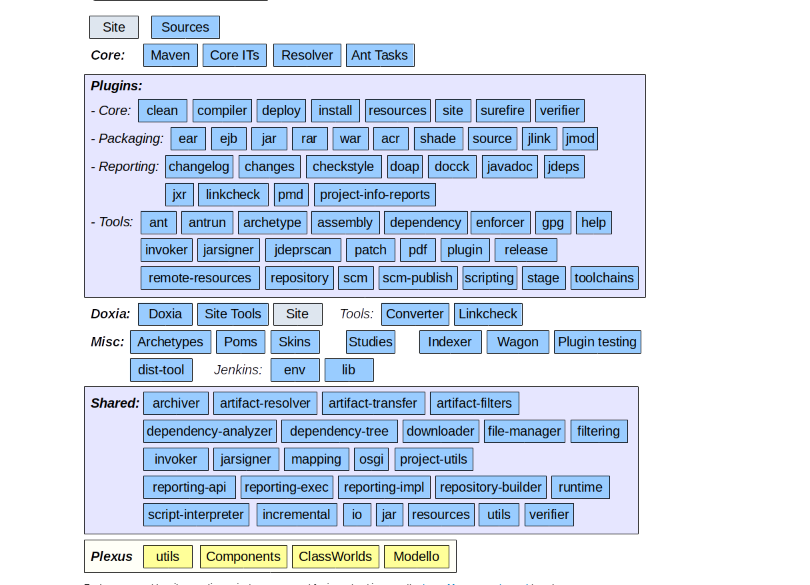 Site Sources
Core: Maven Core ITs Resolver Ant Tasks
Plugins:
- Core: clean compiler deploy install resources site surefire verifier
- Packaging: ear ejb jar rar war acr shade source jlink jmod
- Reporting: changelog changes checkstyle doap docck javadoc jdeps
jxr linkcheck pmd project-info-reports
- Tools: ant antrun archetype assembly dependency enforcer gpg help
invoker jarsigner jdeprscan patch pdf plugin release
remote-resources repository scm scm-publish scripting stage toolchains
Doxia: Doxia Site Tools Site Tools: Converter Linkcheck
Misc: Archetypes Poms Skins Studies Indexer Wagon Plugin testing
dist-tool Jenkins: env lib
Shared: archiver artifact-resolver artifact-transfer artifact-filters
dependency-analyzer dependency-tree downloader file-manager filtering
invoker jarsigner mapping osgi project-utils
reporting-api reporting-exec reporting-impl repository-builder runtime
script-interpreter incremental io jar resources utils verifier
Plexus utils Components ClassWorlds Modello